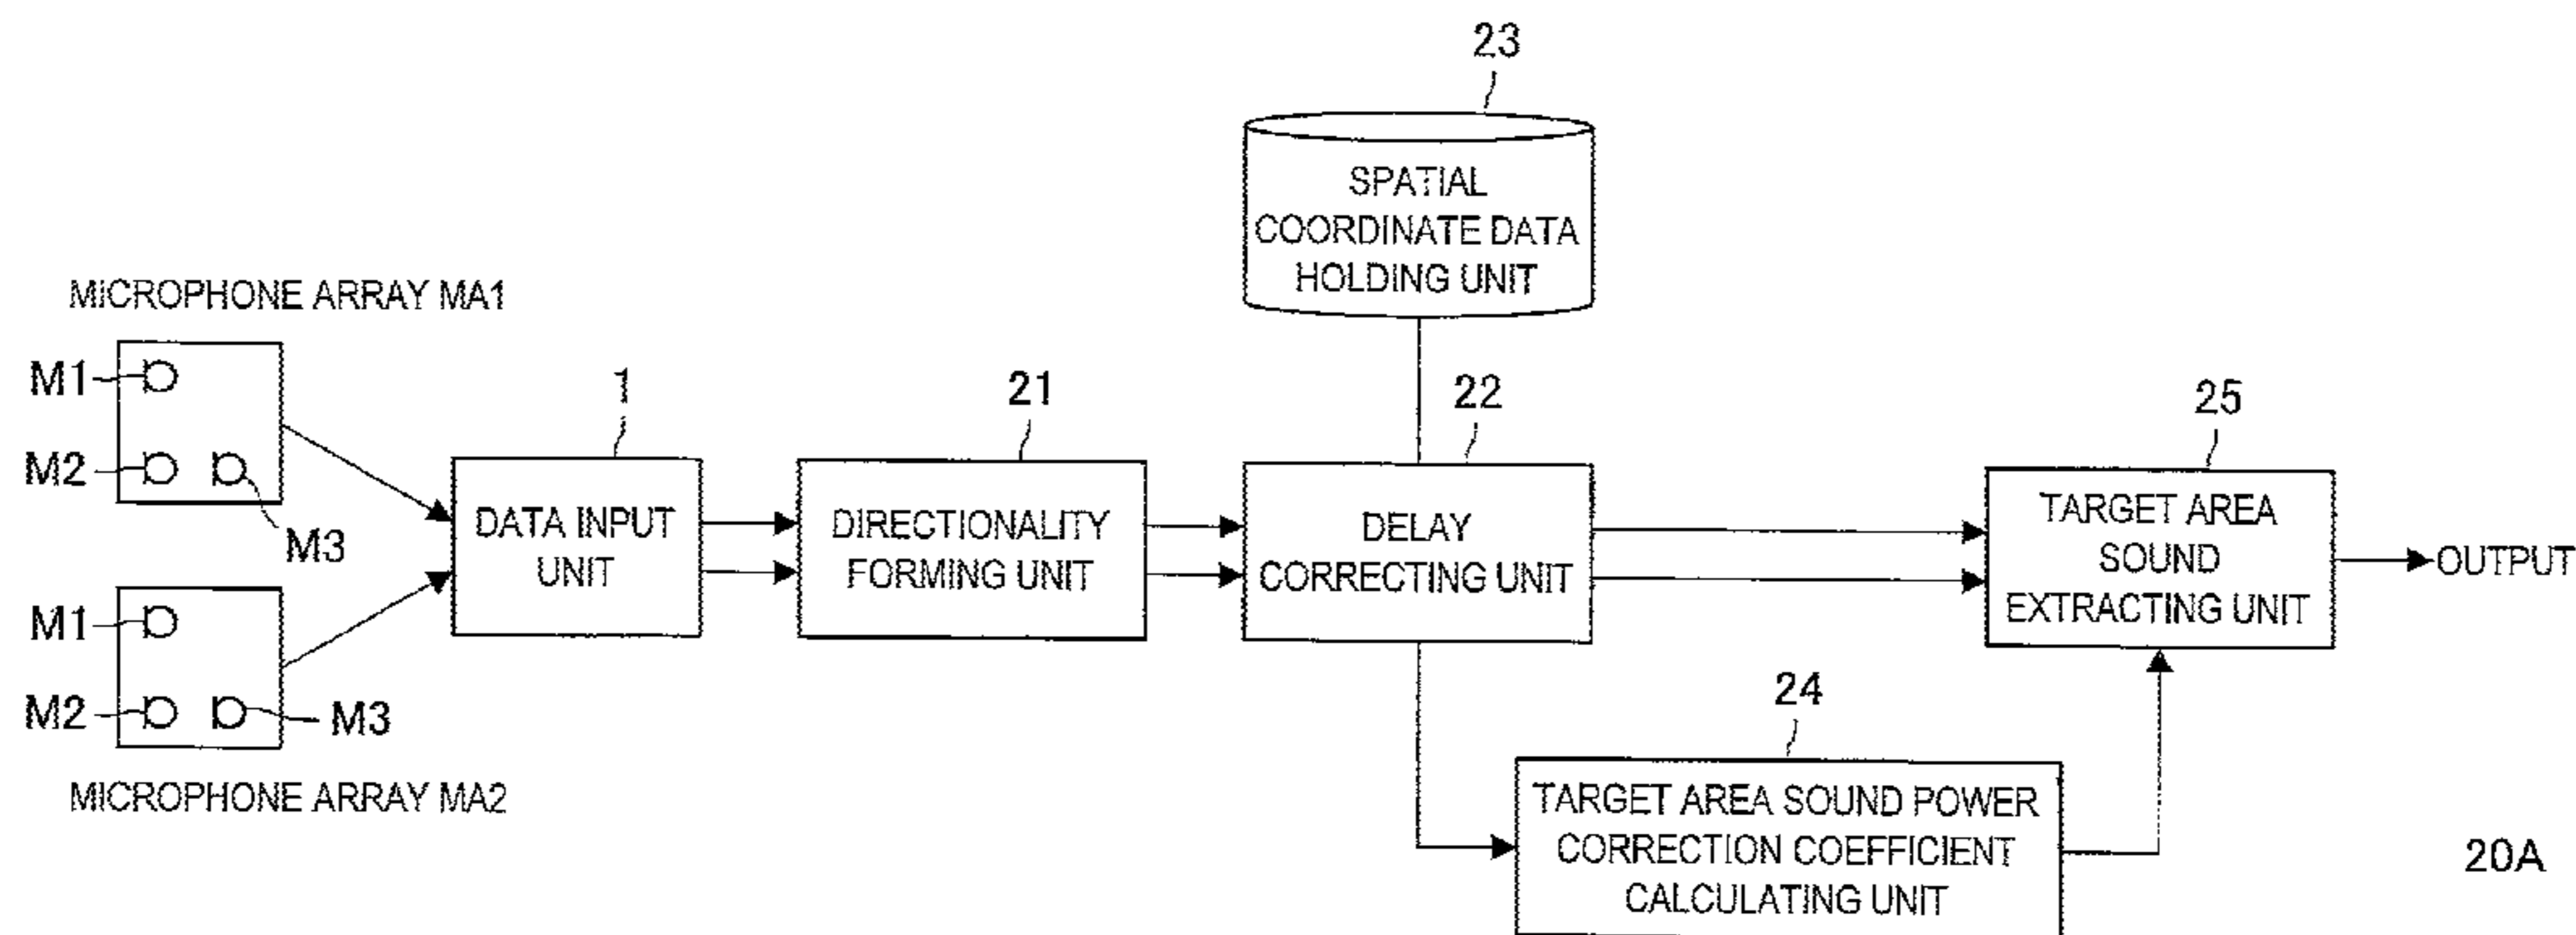 23
SPATIAL
COORDINATE DATA
HOLDING UNIT
MICROPHONE ARRAY MA1
M1
M2
M3
1
DATA INPUT
UNIT
21
DIRECTIONALITY
FORMING UNIT
22
DELAY
CORRECTING UNIT
25
TARGET AREA
SOUND
EXTRACTING UNIT
OUTPUT
M1
M2
M3
MICROPHONE ARRAY MA2
24
TARGET AREA SOUND POWER
CORRECTION COEFFICIENT
CALCULATING UNIT
20A